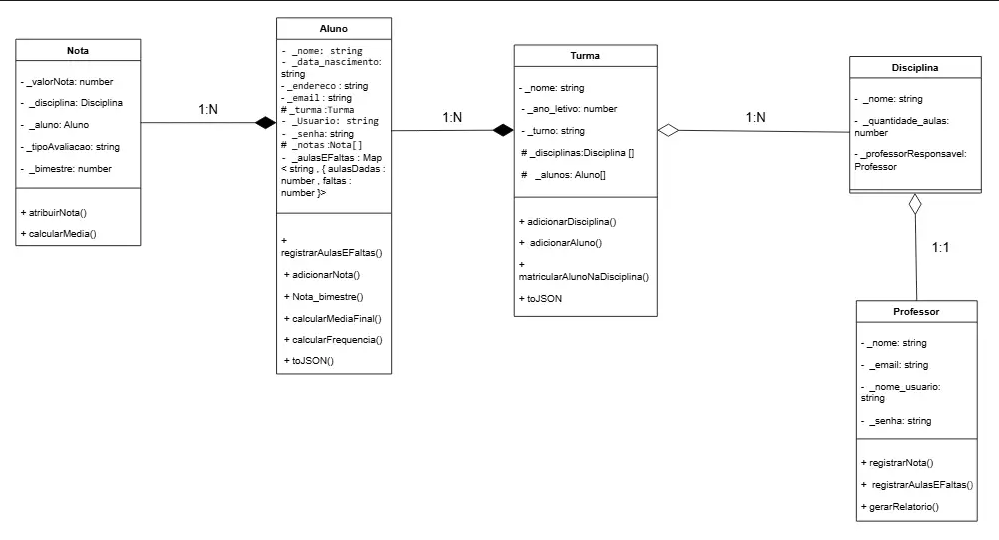 Nota
- _valorNota: number
- _disciplina: Disciplina
- _aluno: Aluno
- _tipoAvaliacao: string
- _bimestre: number
+ atribuirNota()
+ calcularMedia()
1:N
Aluno
- _nome: string
- _data_nascimento:
string
- _endereco : string
- _email : string
# _turma :Turma
- _Usuario: string
- _senha: string
# _notas :Nota[ ]
- _aulasEFaltas : Map
< string , { aulasDadas :
number , faltas :
number }>
+
registrarAulasEFaltas()
+ adicionarNota()
+ Nota_bimestre()
+ calcularMediaFinal()
+ calcularFrequencia()
+ toJSON()
1:N
Turma
- _nome: string
- _ano_letivo: number
- _turno: string
# _disciplinas:Disciplina []
# _alunos: Aluno[]
+ adicionarDisciplina()
+ adicionarAluno()
+
matricularAlunoNaDisciplina()
+ toJSON
1:N
Disciplina
- _nome: string
- _quantidade_aulas:
number
- _professorResponsavel:
Professor
1:1
Professor
- _nome: string
- _email: string
- _nome_usuario:
string
- _senha: string
+ registrarNota()
+ registrarAulasEFaltas()
+ gerarRelatorio()